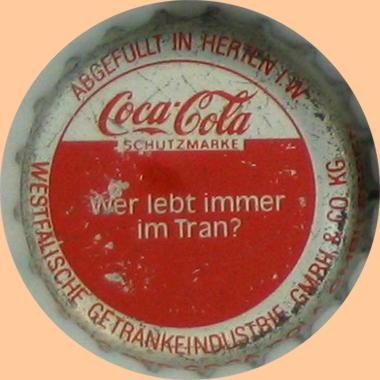 ABGEFÜLLT IN HERTEN I W
Coca-Cola
SCHUTZMARKE
Wer lebt immer
im Tran?
WESTFÄLISCHE GETRÄNKEINDUSTRIE GMBH & CO. KG